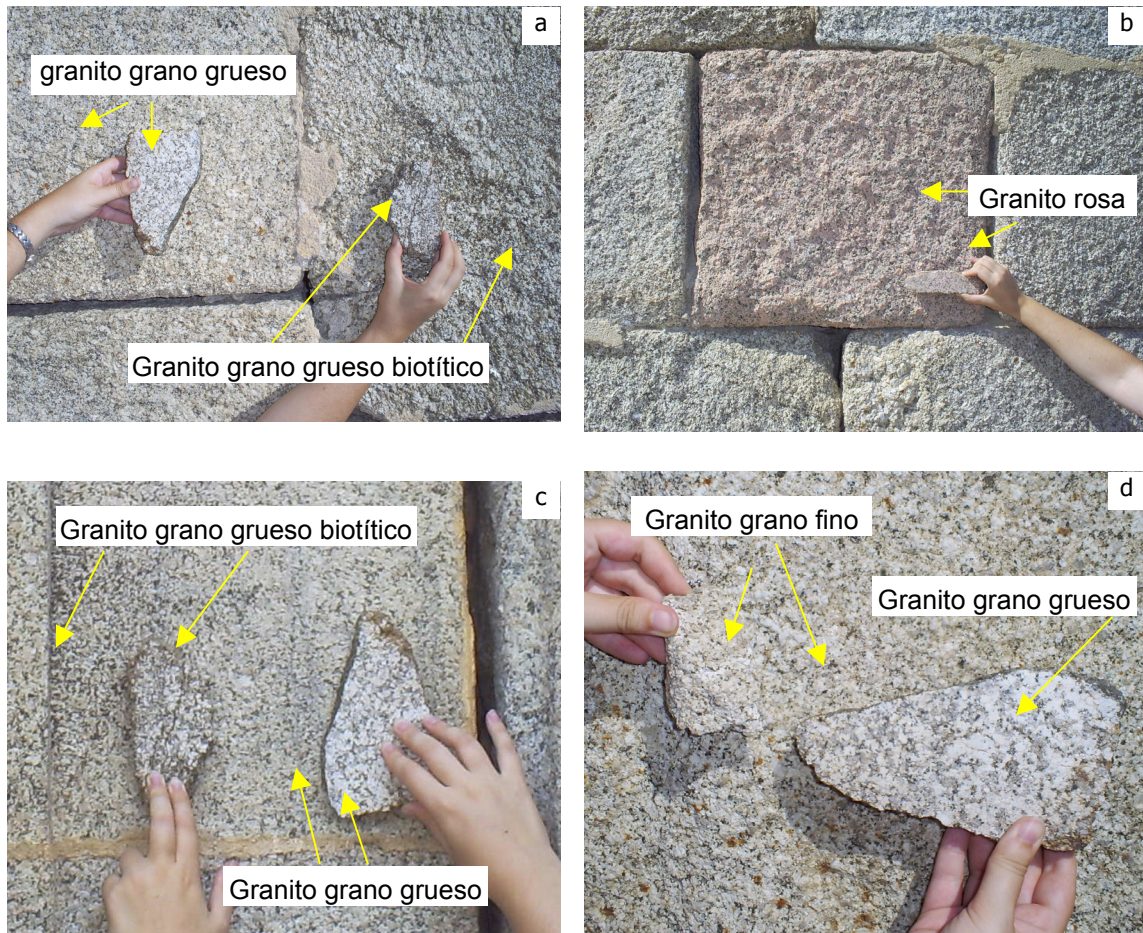 a
granito grano grueso
Granito grano grueso biotítico
b
Granito rosa
c
Granito grano grueso biotítico
Granito grano grueso
d
Granito grano fino
Granito grano grueso